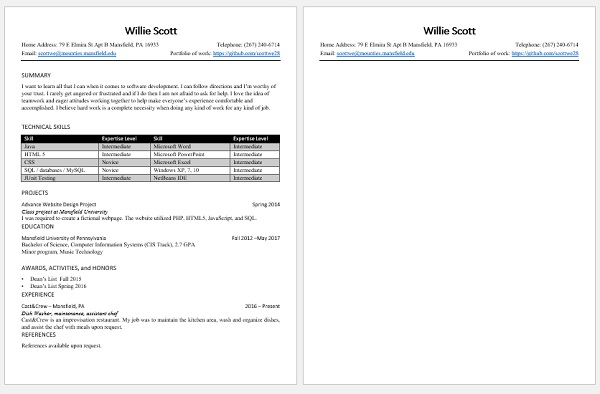 Willie Scott
Home Address: 79 E Elmira St Apt B Mansfield, PA 16933 Telephone: (267) 240-6714
Email: scottwe@mounties.mansfield.edu Portfolio of work: https://github.com/scottwe28
SUMMARY
I want to learn all that I can when it comes to software development. I can follow directions and I'm worthy of
your trust. I rarely get angered or frustrated and if I do then I am not afraid to ask for help. I love the idea of
teamwork and eager attitudes working together to help make everyone's experience comfortable and
accomplished. I believe hard work is a complete necessity when doing any kind of work for any kind of job.
TECHNICAL SKILLS
Skill Expertise Level Skill Expertise Level
Java Intermediate Microsoft Word Intermediate
HTML 5 Intermediate Microsoft PowerPoint Intermediate
CSS Novice Microsoft Excel Intermediate
SQL / databases / MySQL Novice Windows XP, 7, 10 Intermediate
JUnit Testing Intermediate NetBeans IDE Intermediate
PROJECTS
Advance Website Design Project Spring 2014
Class project at Mansfield University
I was required to create a fictional webpage. The website utilized PHP, HTML5, JavaScript, and SQL.
EDUCATION
Mansfield University of Pennsylvania Fall 2012 –May 2017
Bachelor of Science, Computer Information Systems (CIS Track), 2.7 GPA
Minor program, Music Technology
AWARDS, ACTIVITIES, and HONORS
• Dean's List Fall 2015
• Dean's List Spring 2016
EXPERIENCE
Cast&Crew – Mansfield, PA 2016 – Present
Dish Washer, maintenance, assistant chef
Cast&Crew is an improvisation restaurant. My job was to maintain the kitchen area, wash and organize dishes,
and assist the chef with meals upon request.
REFERENCES
References available upon request.
Willie Scott
Home Address: 79 E Elmira St Apt B Mansfield, PA 16933 Telephone: (267) 240-6714
Email: scottwe@mounties.mansfield.edu Portfolio of work: https://github.com/scottwe28